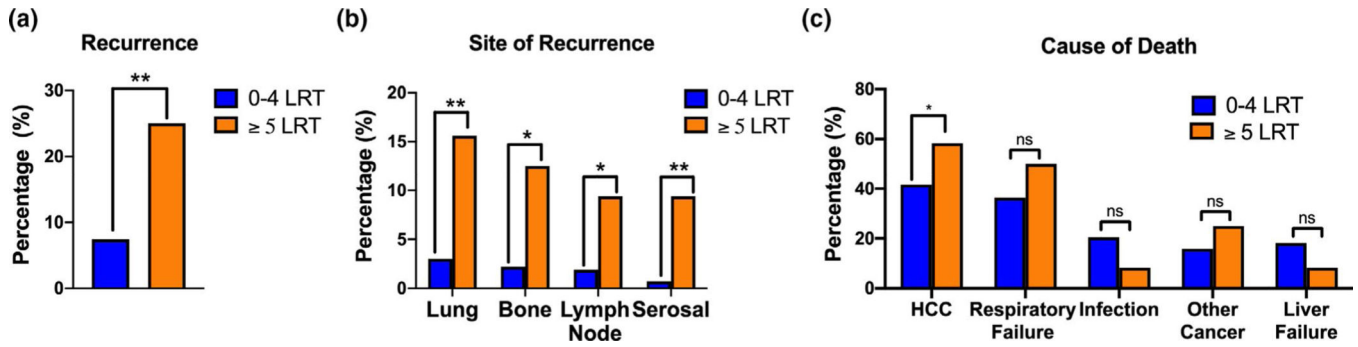 (a)
Recurrence
Percentage (%)
30
20
10
0
**
0-4 LRT
≥ 5 LRT
(b)
Site of Recurrence
Percentage (%)
20
15
10
5
0
**
*
*
**
Lung
Bone
Lymph
Node
Serosal
0-4 LRT
≥ 5 LRT
(c)
Cause of Death
Percentage (%)
80
60
40
20
0
*
ns
ns
ns
ns
HCC
Respiratory
Failure
Infection
Other
Cancer
Liver
Failure
0-4 LRT
≥ 5 LRT